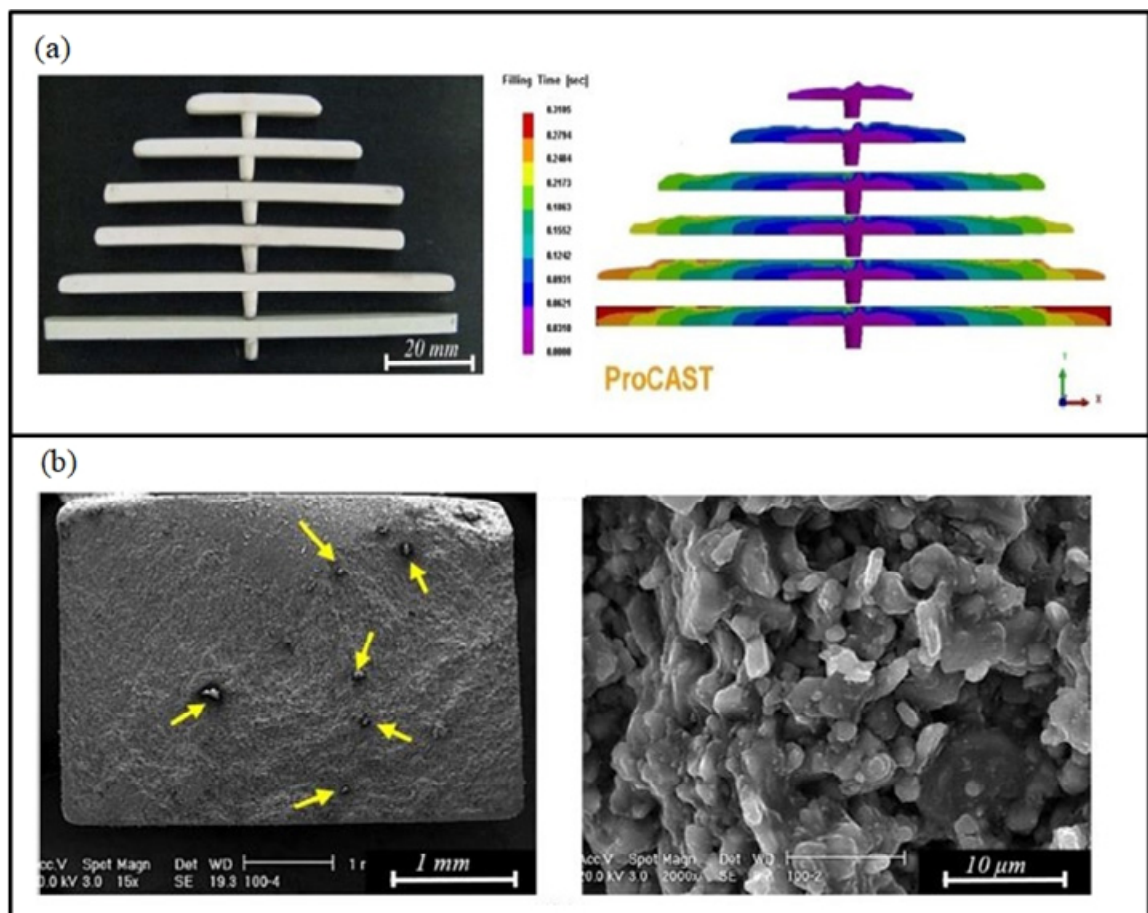 (a)
Filling Time [sec]
0.3105
0.2794
0.2484
0.2173
0.1863
0.1552
0.1242
0.0931
0.0621
0.0310
0.0000
20 mm
ProCAST
Y
X
(b)
cc.V Spot Magn Det WD 1
0.0 kV 3.0 15x SE 19.3 100-4
1 mm
Acc.V Spot Magn Det WD
20.0 kV 3.0 2000x SE 100-2
10 µm